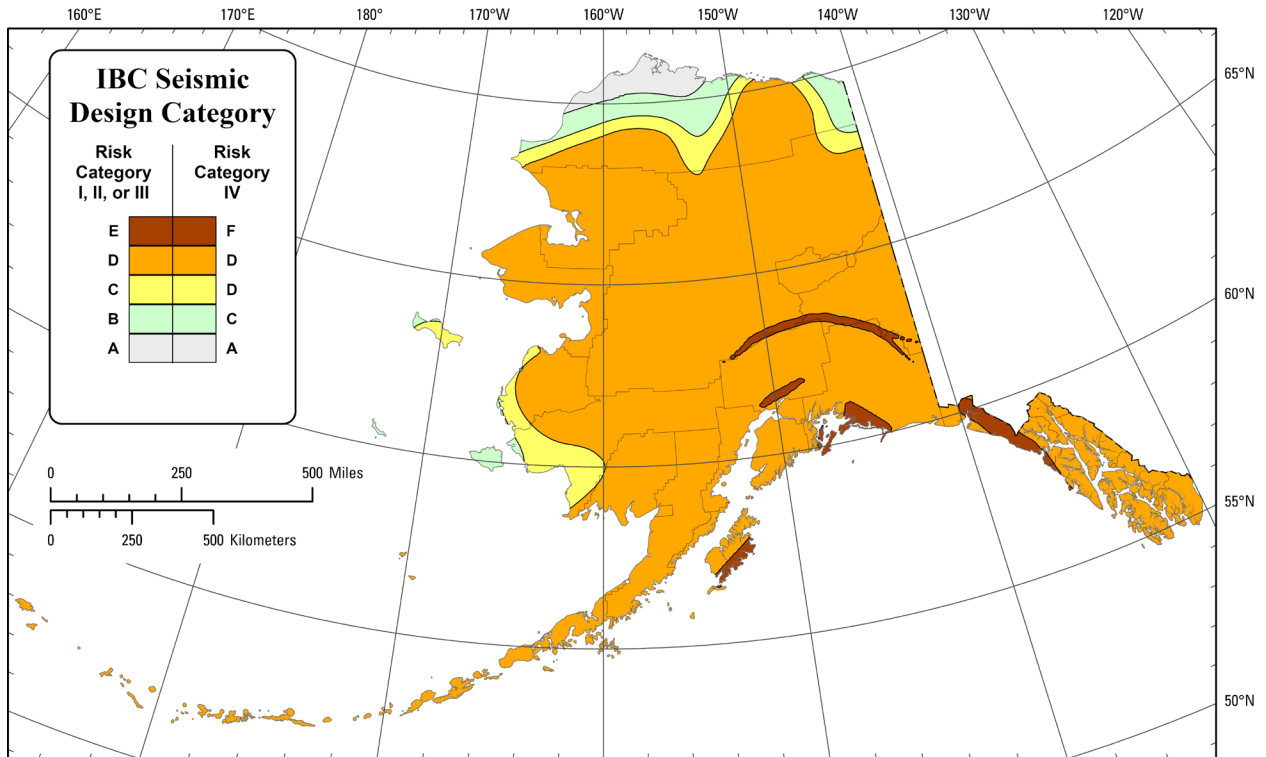 160°E 170°E 180° 170°W 160°W 150°W 140°W 130°W 120°W
65°N
60°N
55°N
50°N
IBC Seismic
Design Category
Risk Risk
Category Category
I, II, or III IV
E F
D D
C D
B C
A A
0 250 500 Miles
0 250 500 Kilometers